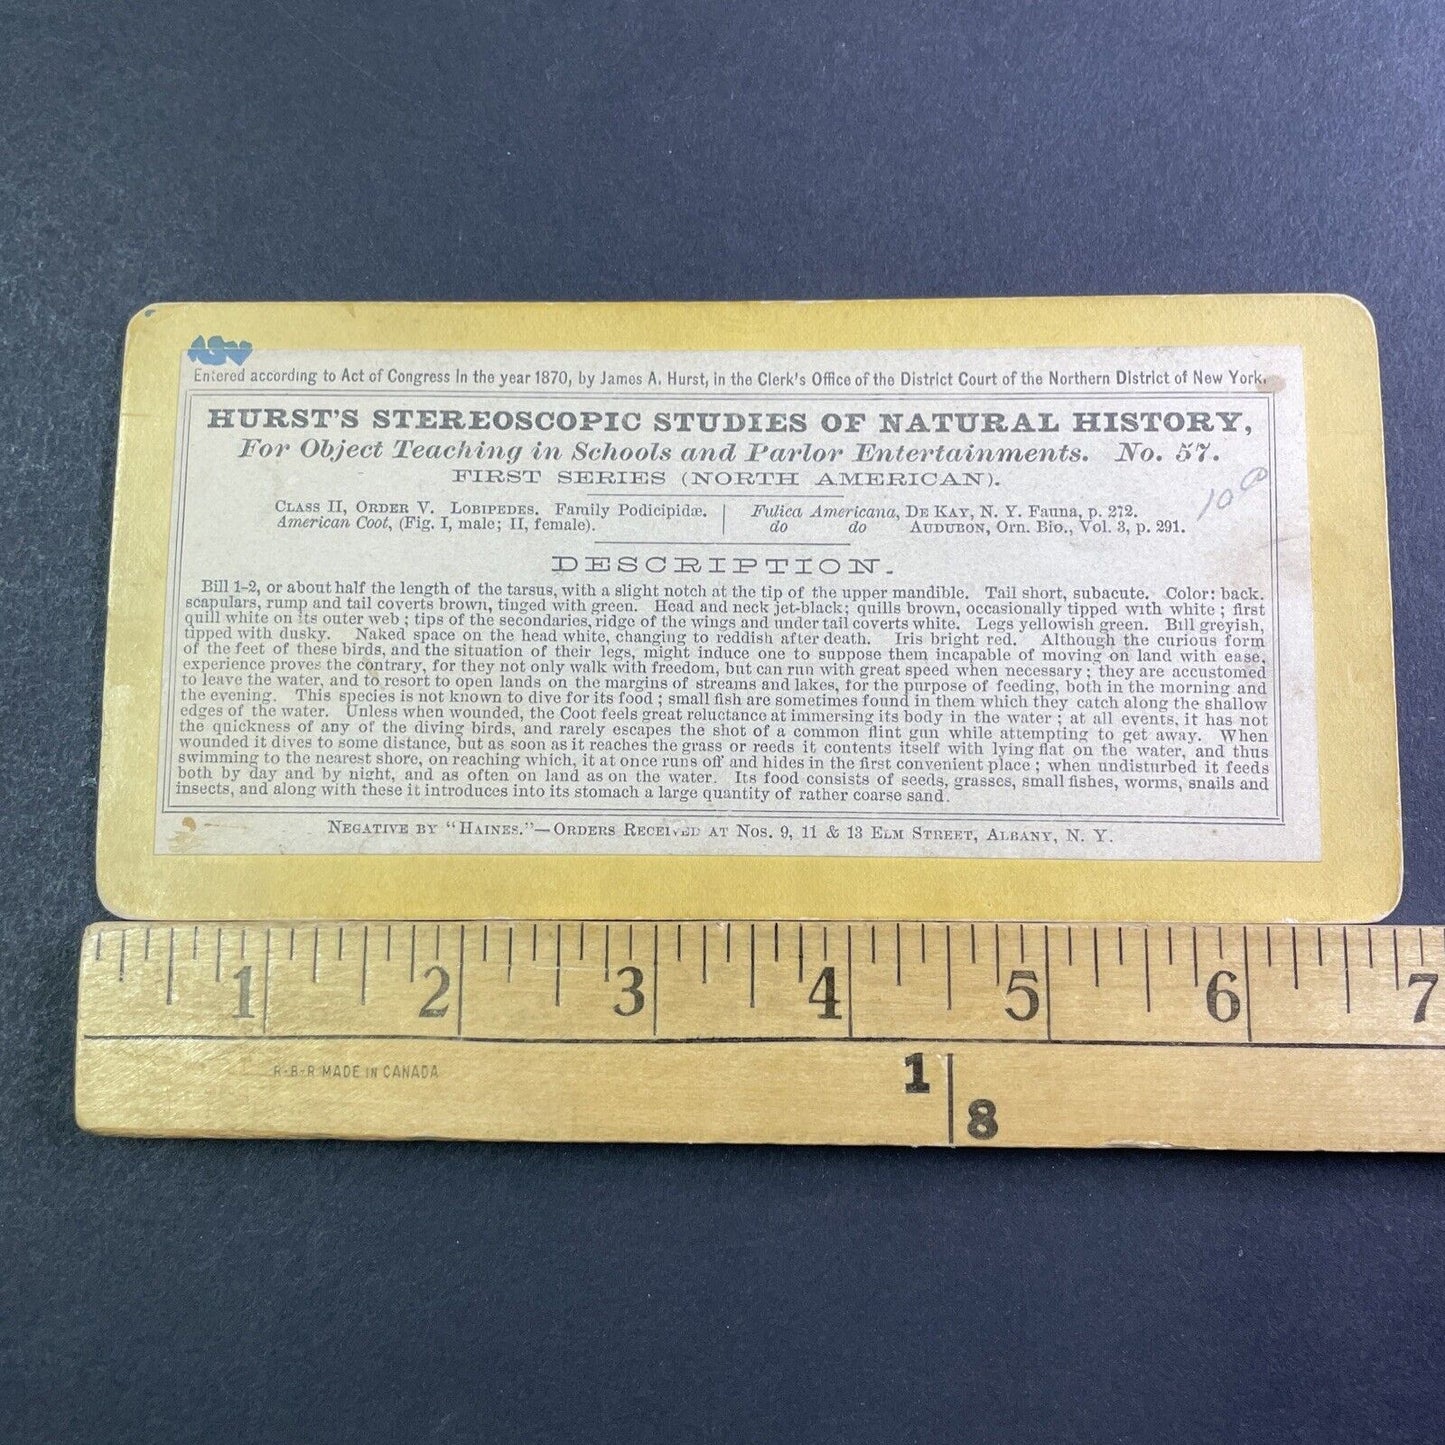 Entered according to Act of Congress In the year 1870, by James A. Hurst, in the Clerk's Office of the District Court of the Northern District of New York.
HURST'S STEREOSCOPIC STUDIES OF NATURAL HISTORY,
For Object Teaching in Schools and Parlor Entertainments. No. 57.
FIRST SERIES (NORTH AMERICAN).
10 00
CLASS II, ORDER V. LOBIPEDES. Family Podicipidæ.
American Coot, (Fig. I, male; II, female).
Fulica Americana, DE KAY, N. Y. Fauna, p. 272.
do do AUDUBON, Orn. Bio., Vol. 3, p. 291.
DESCRIPTION.
Bill 1-2, or about half the length of the tarsus, with a slight notch at the tip of the upper mandible. Tail short, subacute. Color: back.
scapulars, rump and tail coverts brown, tinged with green. Head and neck jet-black; quills brown, occasionally tipped with white; first
quill white on its outer web; tips of the secondaries, ridge of the wings and under tail coverts white. Legs yellowish green. Bill greyish,
tipped with dusky. Naked space on the head white, changing to reddish after death. Iris bright red. Although the curious form
of the feet of these birds, and the situation of their legs, might induce one to suppose them incapable of moving on land with ease,
experience proves the contrary, for they not only walk with freedom, but can run with great speed when necessary; they are accustomed
to leave the water, and to resort to open lands on the margins of streams and lakes, for the purpose of feeding, both in the morning and
the evening. This species is not known to dive for its food; small fish are sometimes found in them which they catch along the shallow
edges of the water. Unless when wounded, the Coot feels great reluctance at immersing its body in the water; at all events, it has not
the quickness of any of the diving birds, and rarely escapes the shot of a common flint gun while attempting to get away. When
wounded it dives to some distance, but as soon as it reaches the grass or reeds it contents itself with lying flat on the water, and thus
swimming to the nearest shore, on reaching which, it at once runs off and hides in the first convenient place; when undisturbed it feeds
both by day and by night, and as often on land as on the water. Its food consists of seeds, grasses, small fishes, worms, snails and
insects, and along with these it introduces into its stomach a large quantity of rather coarse sand.
NEGATIVE BY "HAINES."—ORDERS RECEIVED AT NOS. 9, 11 & 13 ELM STREET, ALBANY, N. Y.
1 2 3 4 5 6 7
R-B-R MADE IN CANADA
1 8